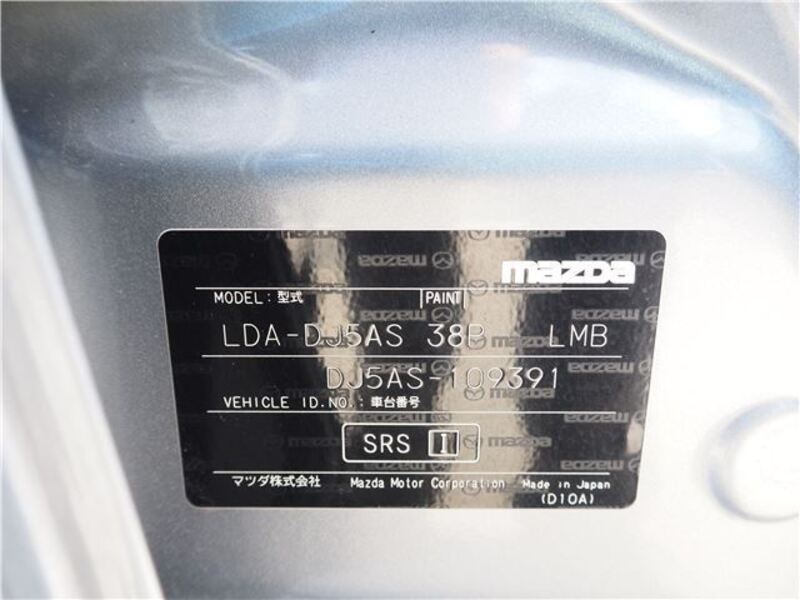 mazda
MODEL: 型式 PAINT
LDA-DJ5AS 38P LMB
DJ5AS-109391
VEHICLE ID.NO.: 車台番号
SRS I
マツダ株式会社 Mazda Motor Corporation Made in Japan
(D10A)